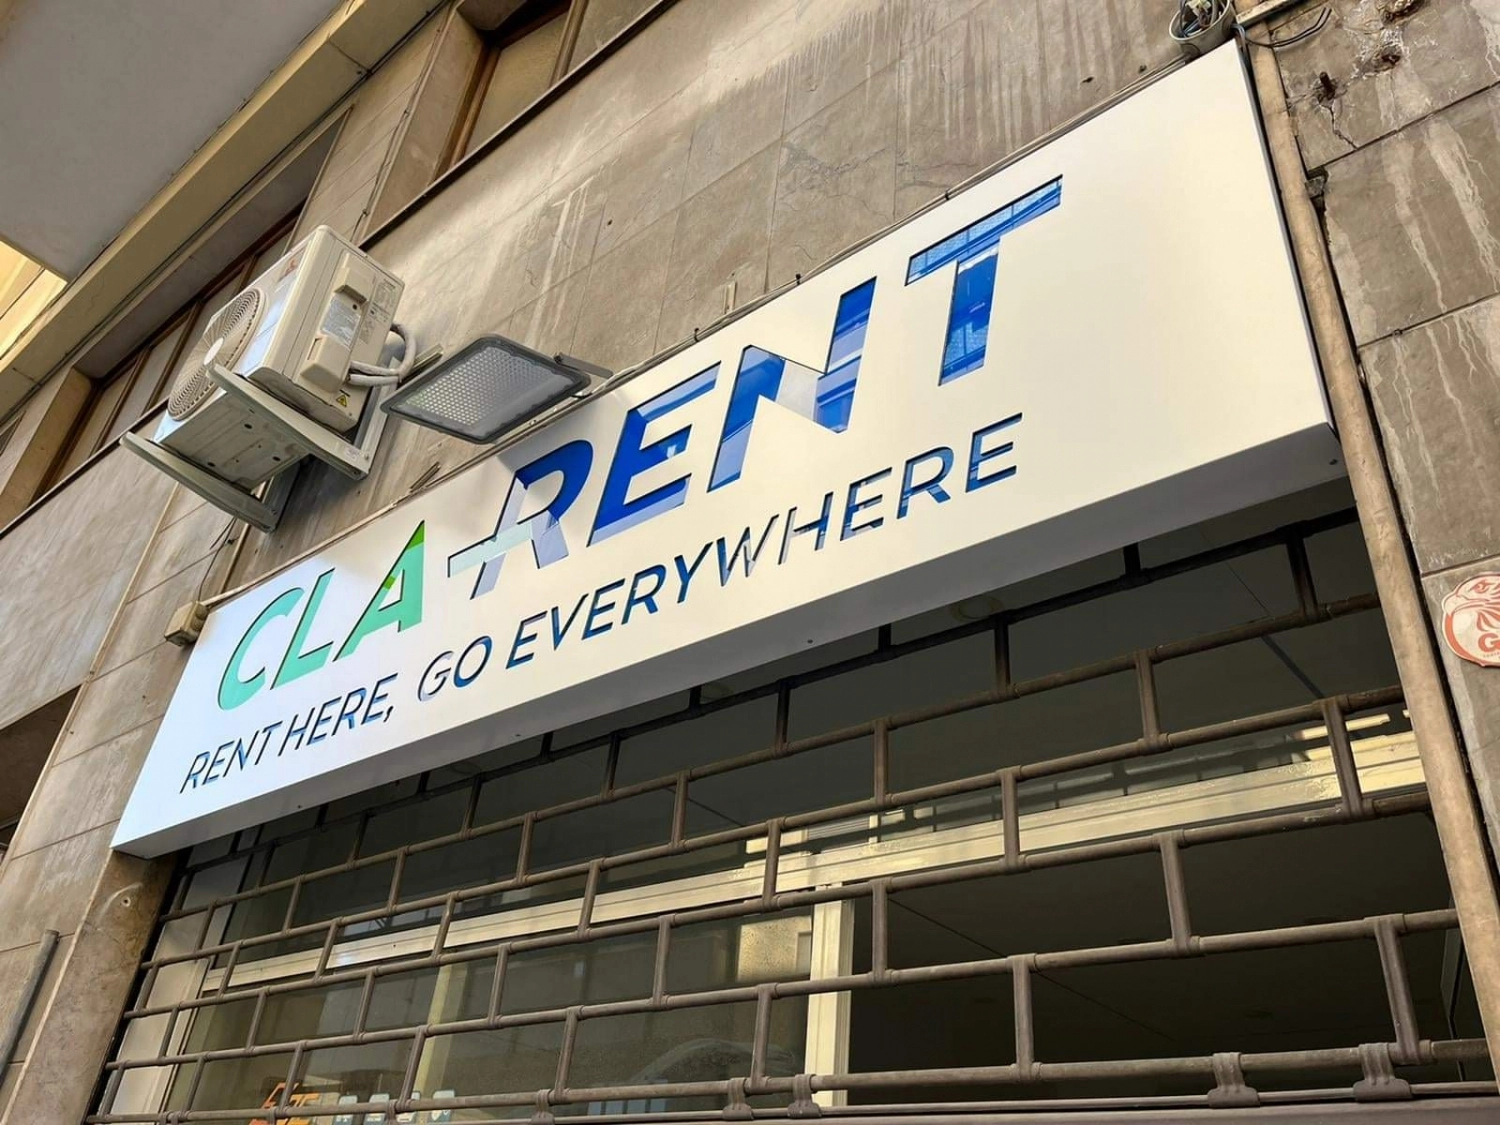 CLA RENT
RENT HERE, GO EVERYWHERE